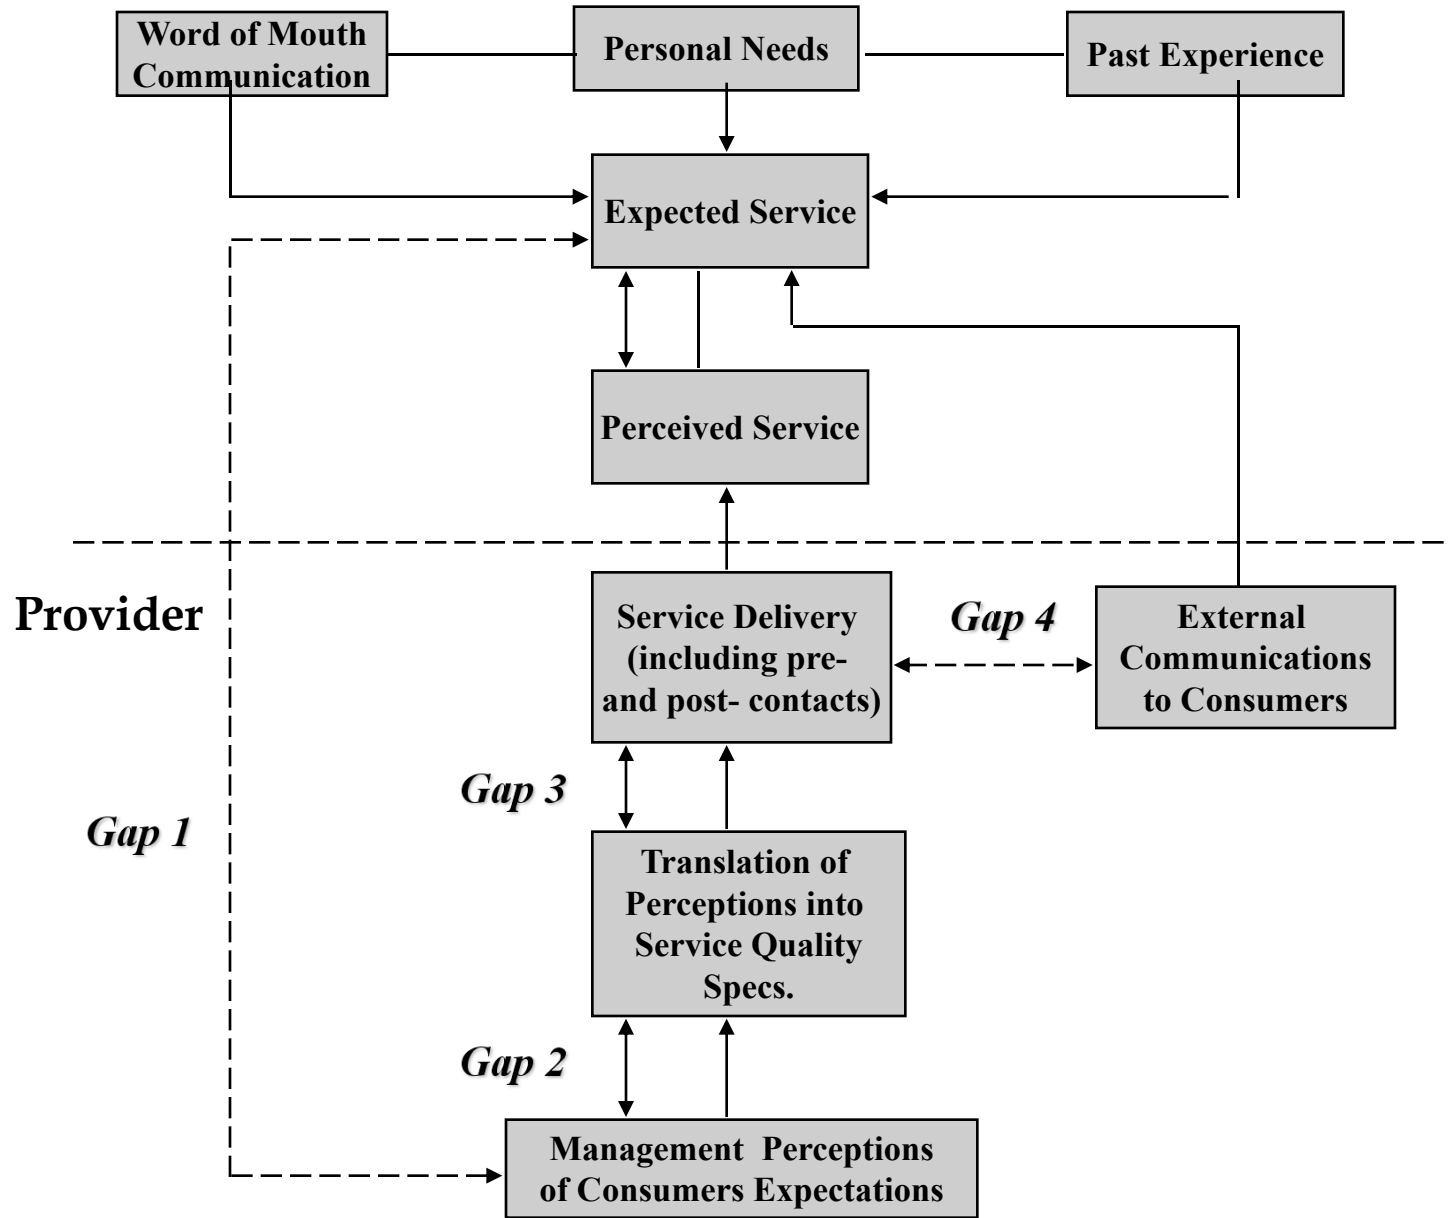 Word of Mouth
Communication
Personal Needs
Past Experience
Expected Service
Perceived Service
Provider
Service Delivery
(including pre-
and post- contacts)
Gap 4
External
Communications
to Consumers
Gap 3
Gap 1
Translation of
Perceptions into
Service Quality
Specs.
Gap 2
Management Perceptions
of Consumers Expectations